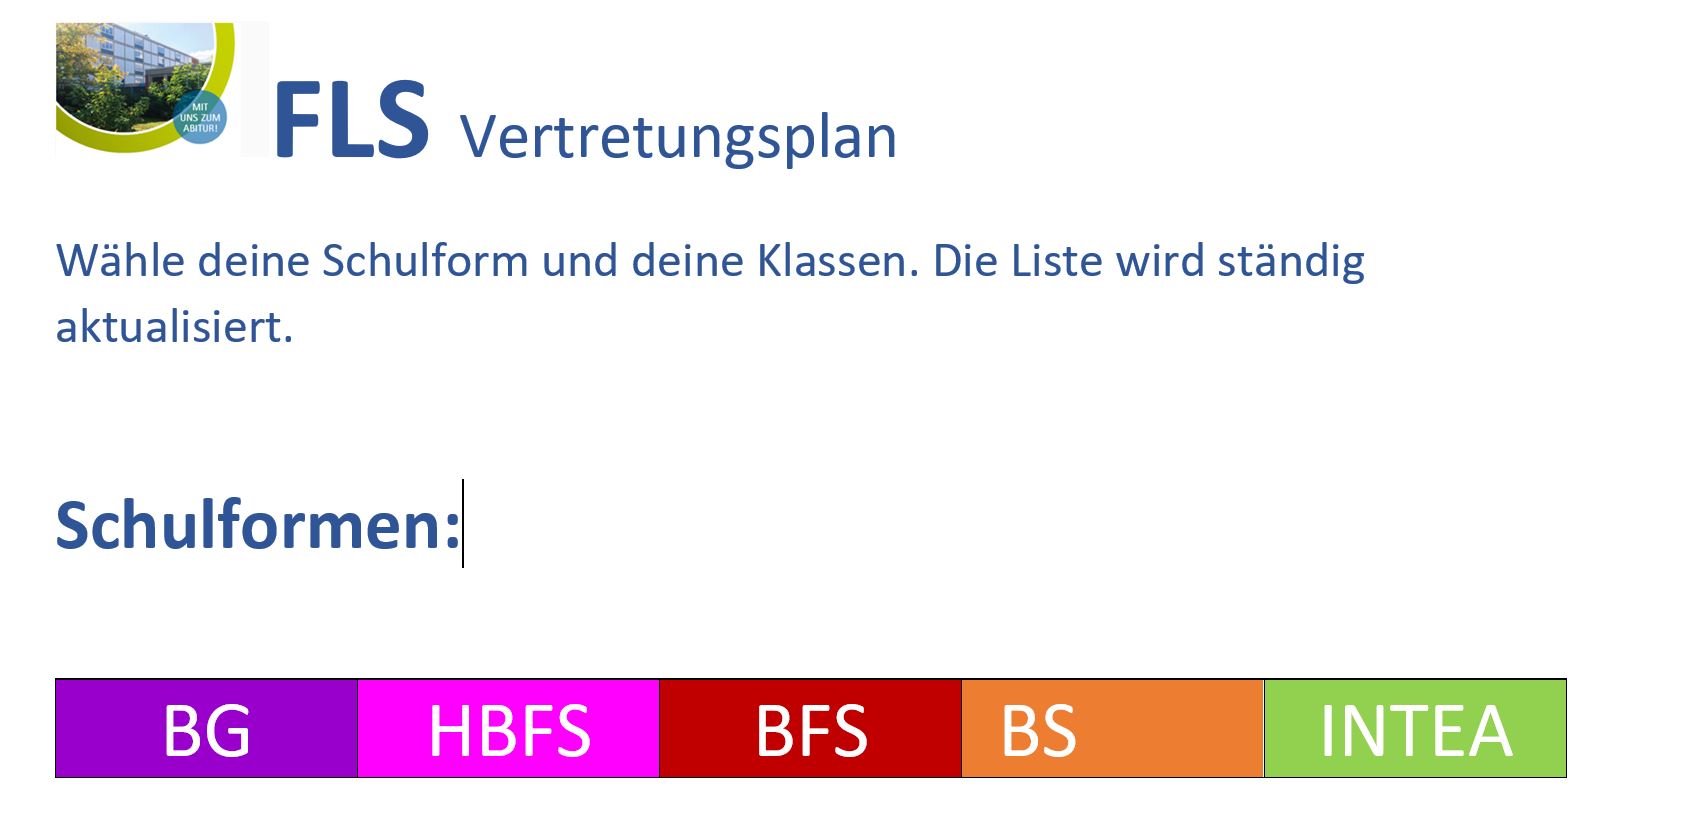 MIT
UNS ZUM
ABITUR!
FLS Vertretungsplan
Wähle deine Schulform und deine Klassen. Die Liste wird ständig
aktualisiert.
Schulformen:
BG HBFS BFS BS INTEA